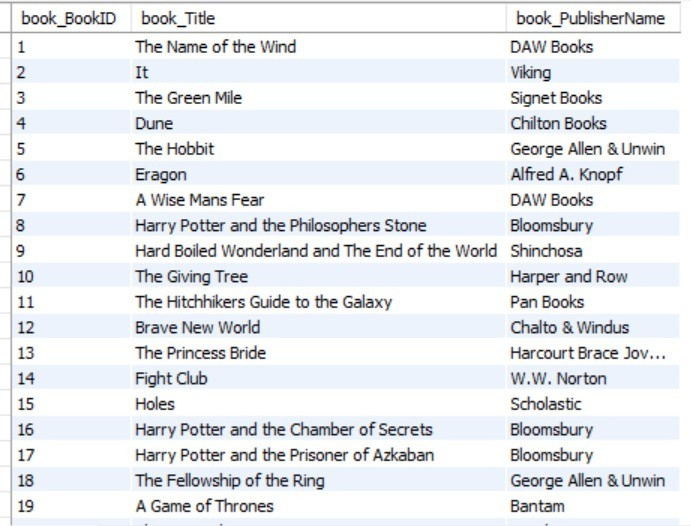 book_BookID book_Title book_PublisherName
1 The Name of the Wind DAW Books
2 It Viking
3 The Green Mile Signet Books
4 Dune Chilton Books
5 The Hobbit George Allen & Unwin
6 Eragon Alfred A. Knopf
7 A Wise Mans Fear DAW Books
8 Harry Potter and the Philosophers Stone Bloomsbury
9 Hard Boiled Wonderland and The End of the World Shinchosa
10 The Giving Tree Harper and Row
11 The Hitchhikers Guide to the Galaxy Pan Books
12 Brave New World Chalto & Windus
13 The Princess Bride Harcourt Brace Jov...
14 Fight Club W.W. Norton
15 Holes Scholastic
16 Harry Potter and the Chamber of Secrets Bloomsbury
17 Harry Potter and the Prisoner of Azkaban Bloomsbury
18 The Fellowship of the Ring George Allen & Unwin
19 A Game of Thrones Bantam